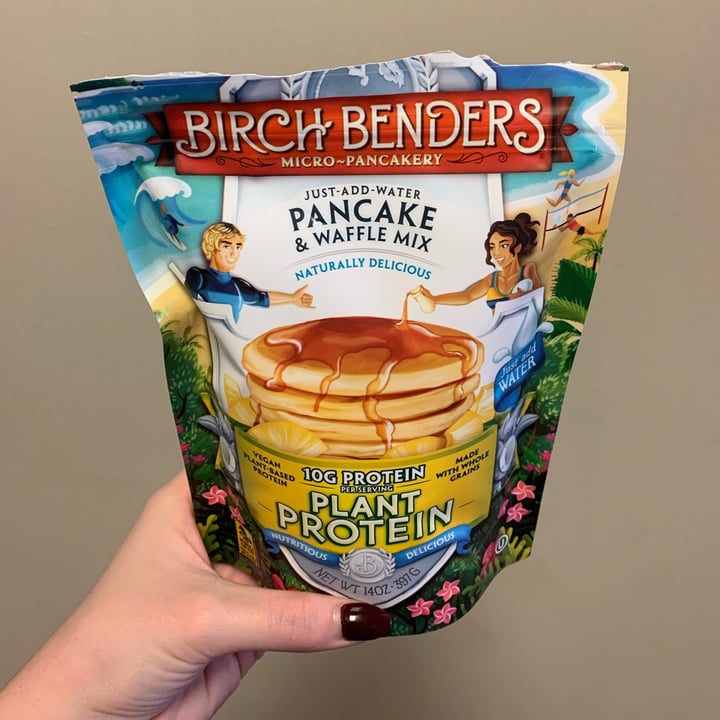 BIRCH BENDERS
MICRO~PANCAKERY
JUST-ADD-WATER
PANCAKE
& WAFFLE MIX
NATURALLY DELICIOUS
Just add
WATER
VEGAN
PLANT-BASED
PROTEIN
10G PROTEIN
PER SERVING
MADE
WITH WHOLE
GRAINS
PLANT
PROTEIN
NUTRITIOUS
DELICIOUS
B
NET WT 14OZ • 397G
U